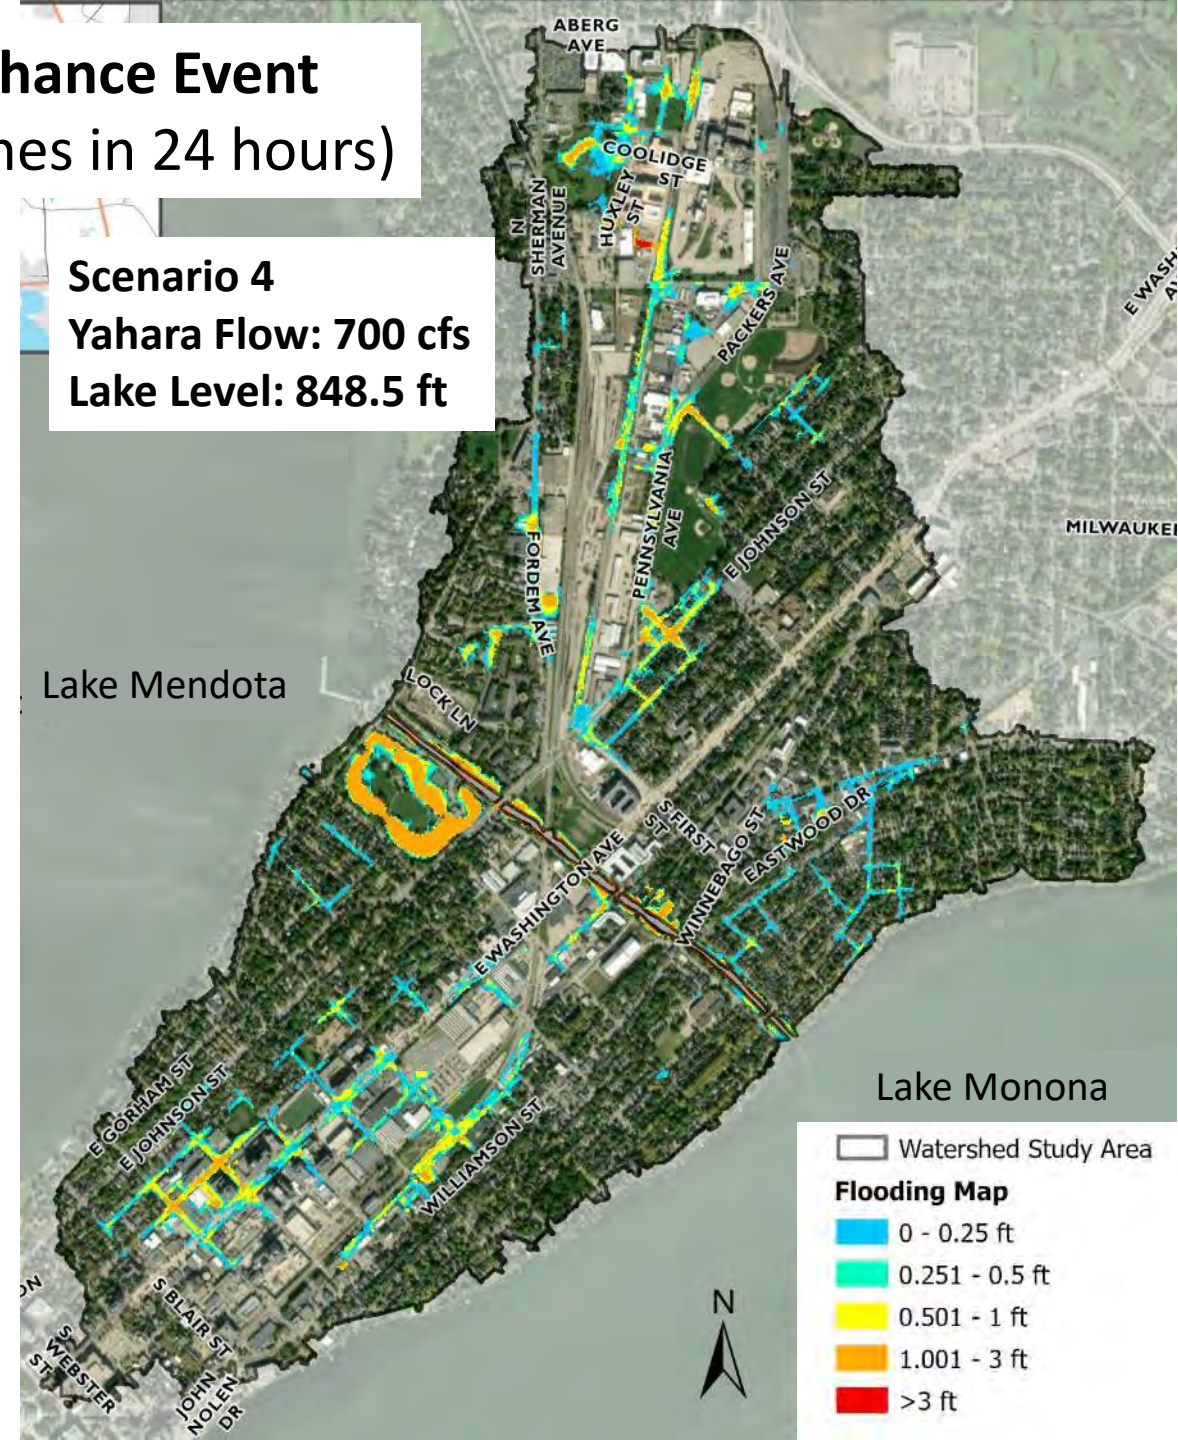 hance Event
nes in 24 hours)
Scenario 4
Yahara Flow: 700 cfs
Lake Level: 848.5 ft
ABERG
AVE
COOLIDGE
ST
HUXLEY
ST
N
SHERMAN
AVENUE
PACKERS AVE
E WASH
AV
PENNSYLVANIA
AVE
E JOHNSON ST
MILWAUKEE
FORDEM AVE
Lake Mendota
LOCK LN
S FIRST
ST
WINNEBAGO ST
EASTWOOD DR
E WASHINGTON AVE
E GORHAM ST
E JOHNSON ST
WILLIAMSON ST
Lake Monona
ON
S BLAIR ST
S
WEBSTER
ST
JOHN
NOLEN
DR
N
Watershed Study Area
Flooding Map
0 - 0.25 ft
0.251 - 0.5 ft
0.501 - 1 ft
1.001 - 3 ft
>3 ft